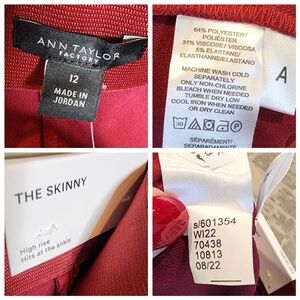 ANN TAYLOR
FACTORY
12
MADE IN
JORDAN
64% POLYESTER/
POLIÉSTER
31% VISCOSE/VISCOSA
5% ELASTANE/
ELASTHANNE/ELASTANO
MACHINE WASH COLD
SEPARATELY
ONLY NON-CHLORINE
BLEACH WHEN NEEDED
TUMBLE DRY LOW
COOL IRON WHEN NEEDED
OR DRY CLEAN
SÉPARÉMENT/
A
THE SKINNY
High rise
Hits at the ankle
s/601354
WI22
70438
10813
08/22